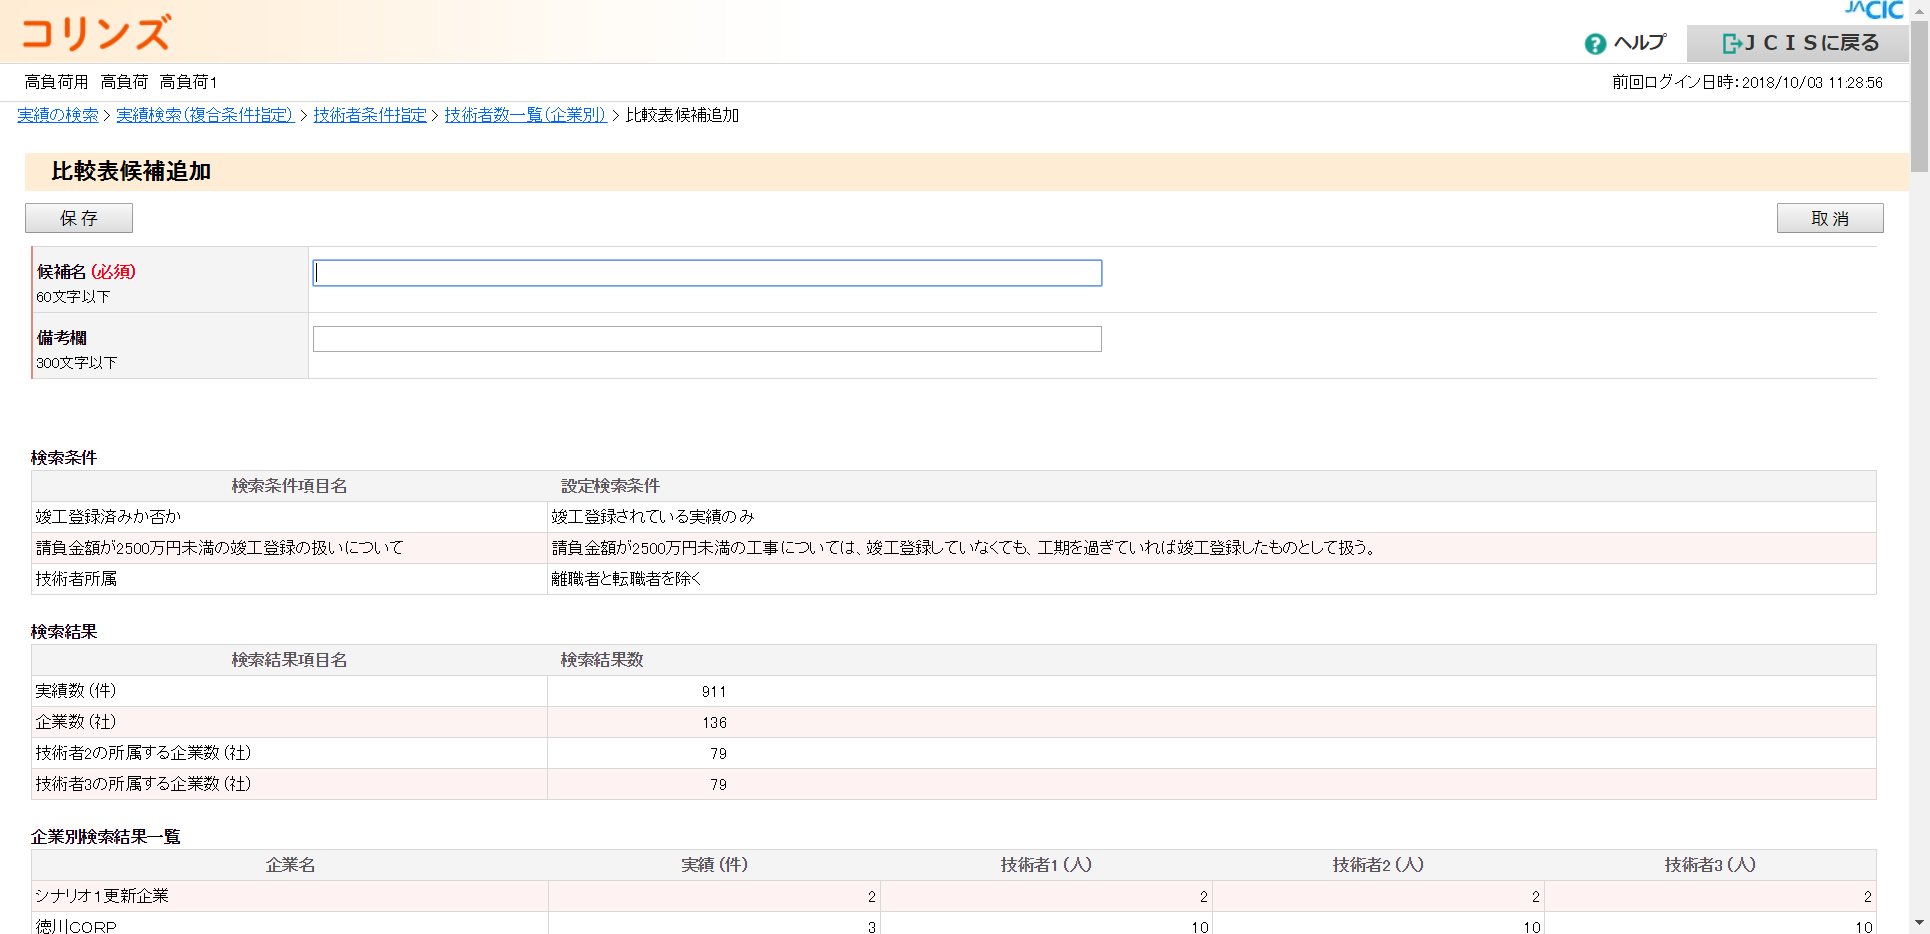 JACIC
コリンズ
? ヘルプ ＪＣＩＳに戻る
高負荷用 高負荷 高負荷1 前回ログイン日時：2018/10/03 11:28:56
実績の検索 > 実績検索（複合条件指定） > 技術者条件指定 > 技術者数一覧（企業別） > 比較表候補追加
比較表候補追加
保 存 取 消
候補名 (必須)
60文字以下
備考欄
300文字以下
検索条件
検索条件項目名 設定検索条件
竣工登録済みか否か 竣工登録されている実績のみ
請負金額が2500万円未満の竣工登録の扱いについて 請負金額が2500万円未満の工事については、竣工登録していなくても、工期を過ぎていれば竣工登録したものとして扱う。
技術者所属 離職者と転職者を除く
検索結果
検索結果項目名 検索結果数
実績数（件） 911
企業数（社） 136
技術者2の所属する企業数（社） 79
技術者3の所属する企業数（社） 79
企業別検索結果一覧
企業名 実績（件） 技術者1（人） 技術者2（人） 技術者3（人）
シナリオ１更新企業 2 2 2 2
徳川CORP 3 10 10 10